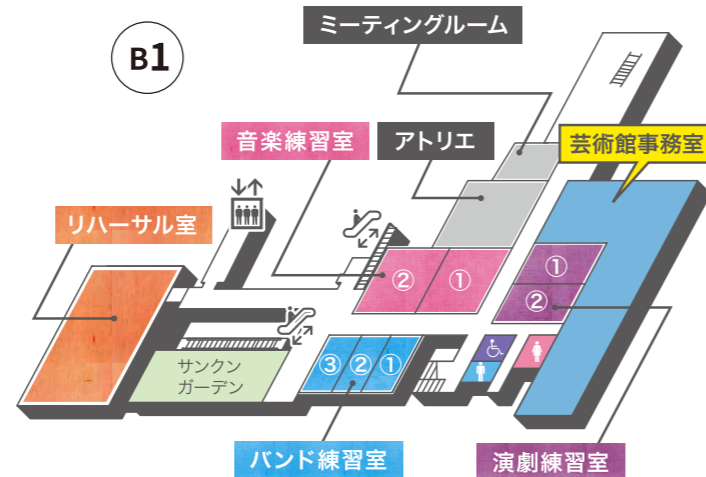 B1
ミーティングルーム
音楽練習室
アトリエ
芸術館事務室
リハーサル室
②
①
①
②
サンクン
ガーデン
③
②
①
バンド練習室
演劇練習室